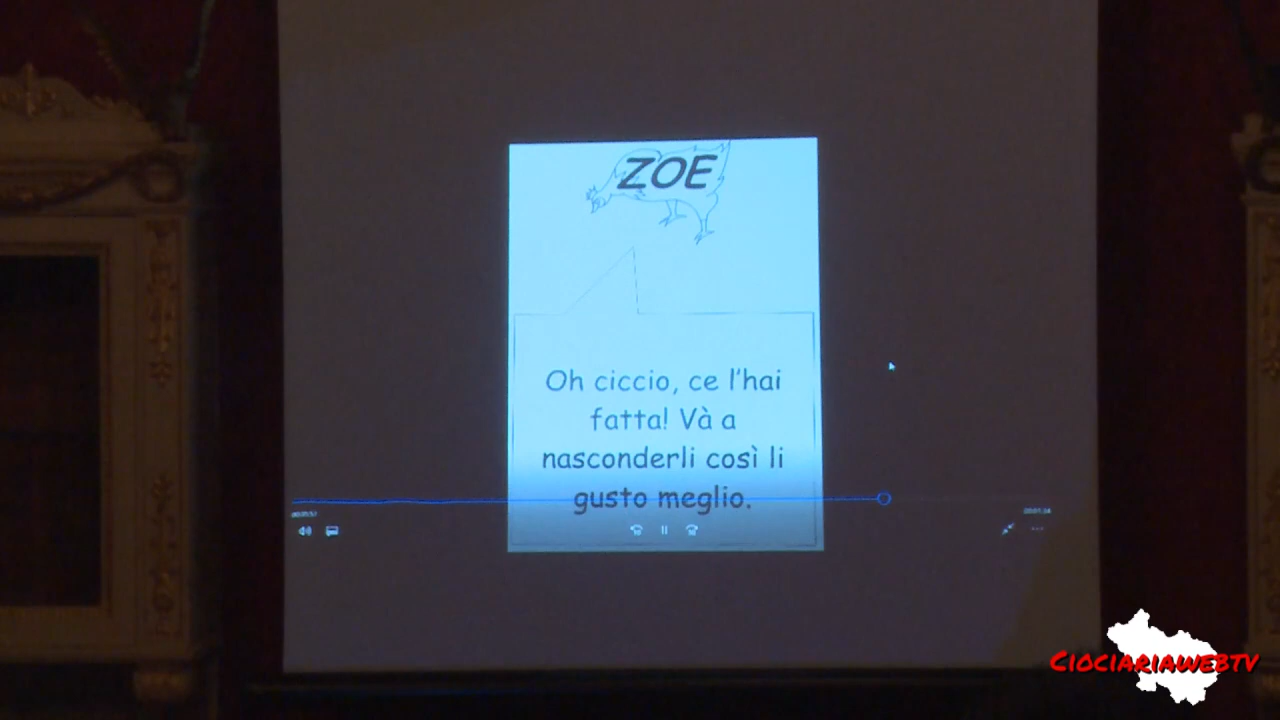 ZOE
Oh ciccio, ce l'hai
fatta! Và a
nasconderli così li
gusto meglio.
CIOCIARIAWEBTV